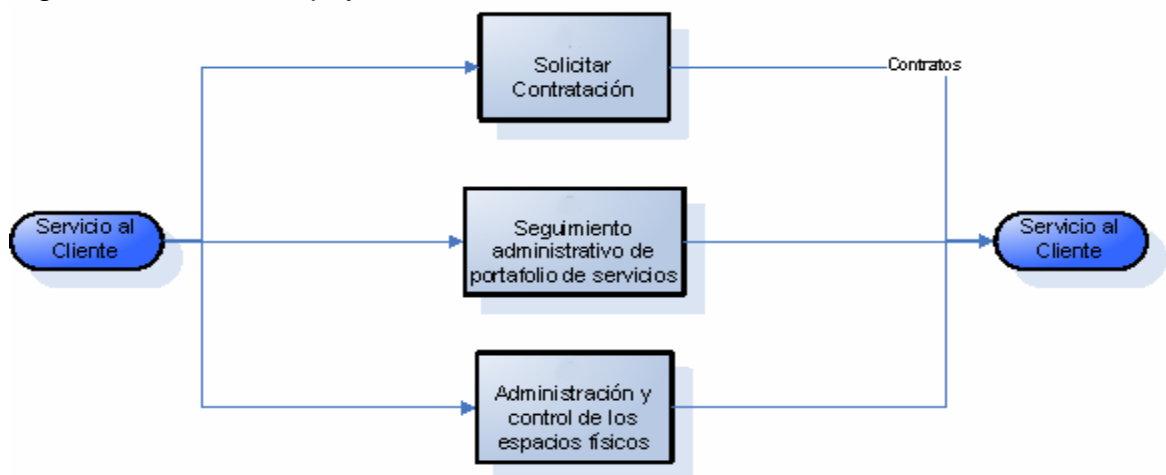 Solicitar
Contratación
Contratos
Servicio al
Cliente
Seguimiento
administrativo de
portafolio de servicios
Servicio al
Cliente
Administración y
control de los
espacios físicos